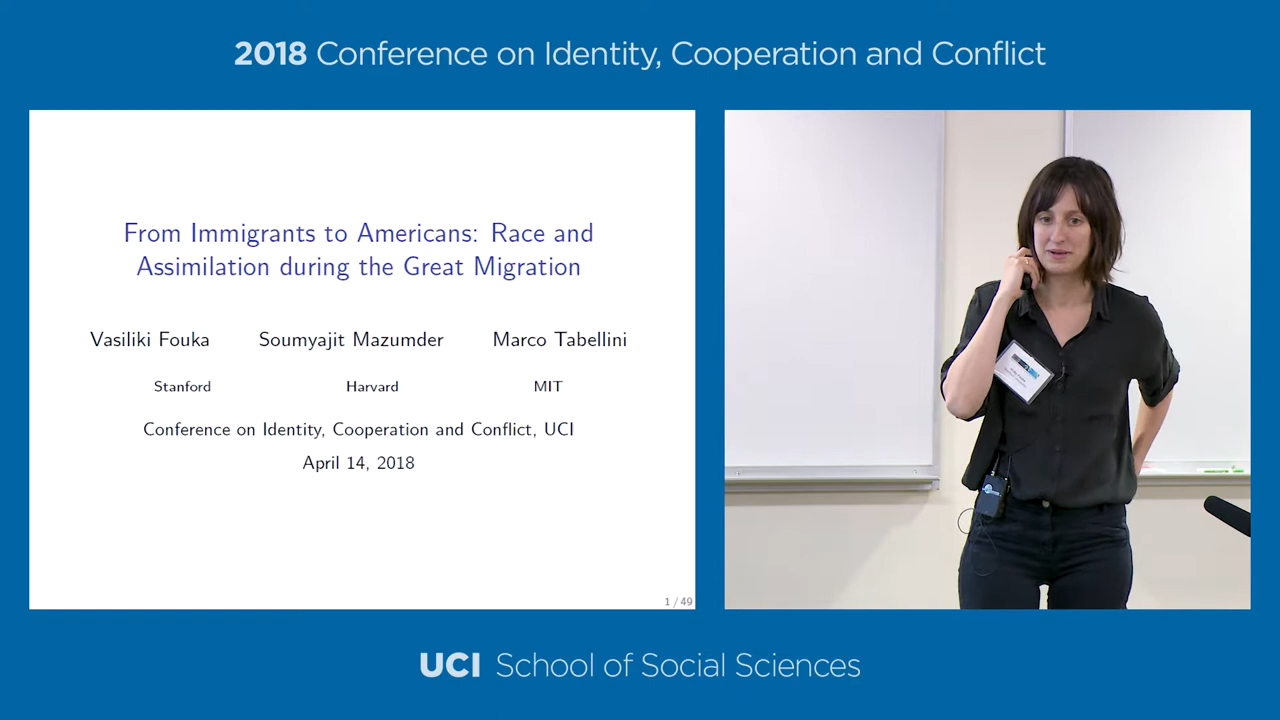 2018 Conference on Identity, Cooperation and Conflict
From Immigrants to Americans: Race and
Assimilation during the Great Migration
Vasiliki Fouka Soumyajit Mazumder Marco Tabellini
Stanford Harvard MIT
Conference on Identity, Cooperation and Conflict, UCI
April 14, 2018
1 / 49
UCI School of Social Sciences